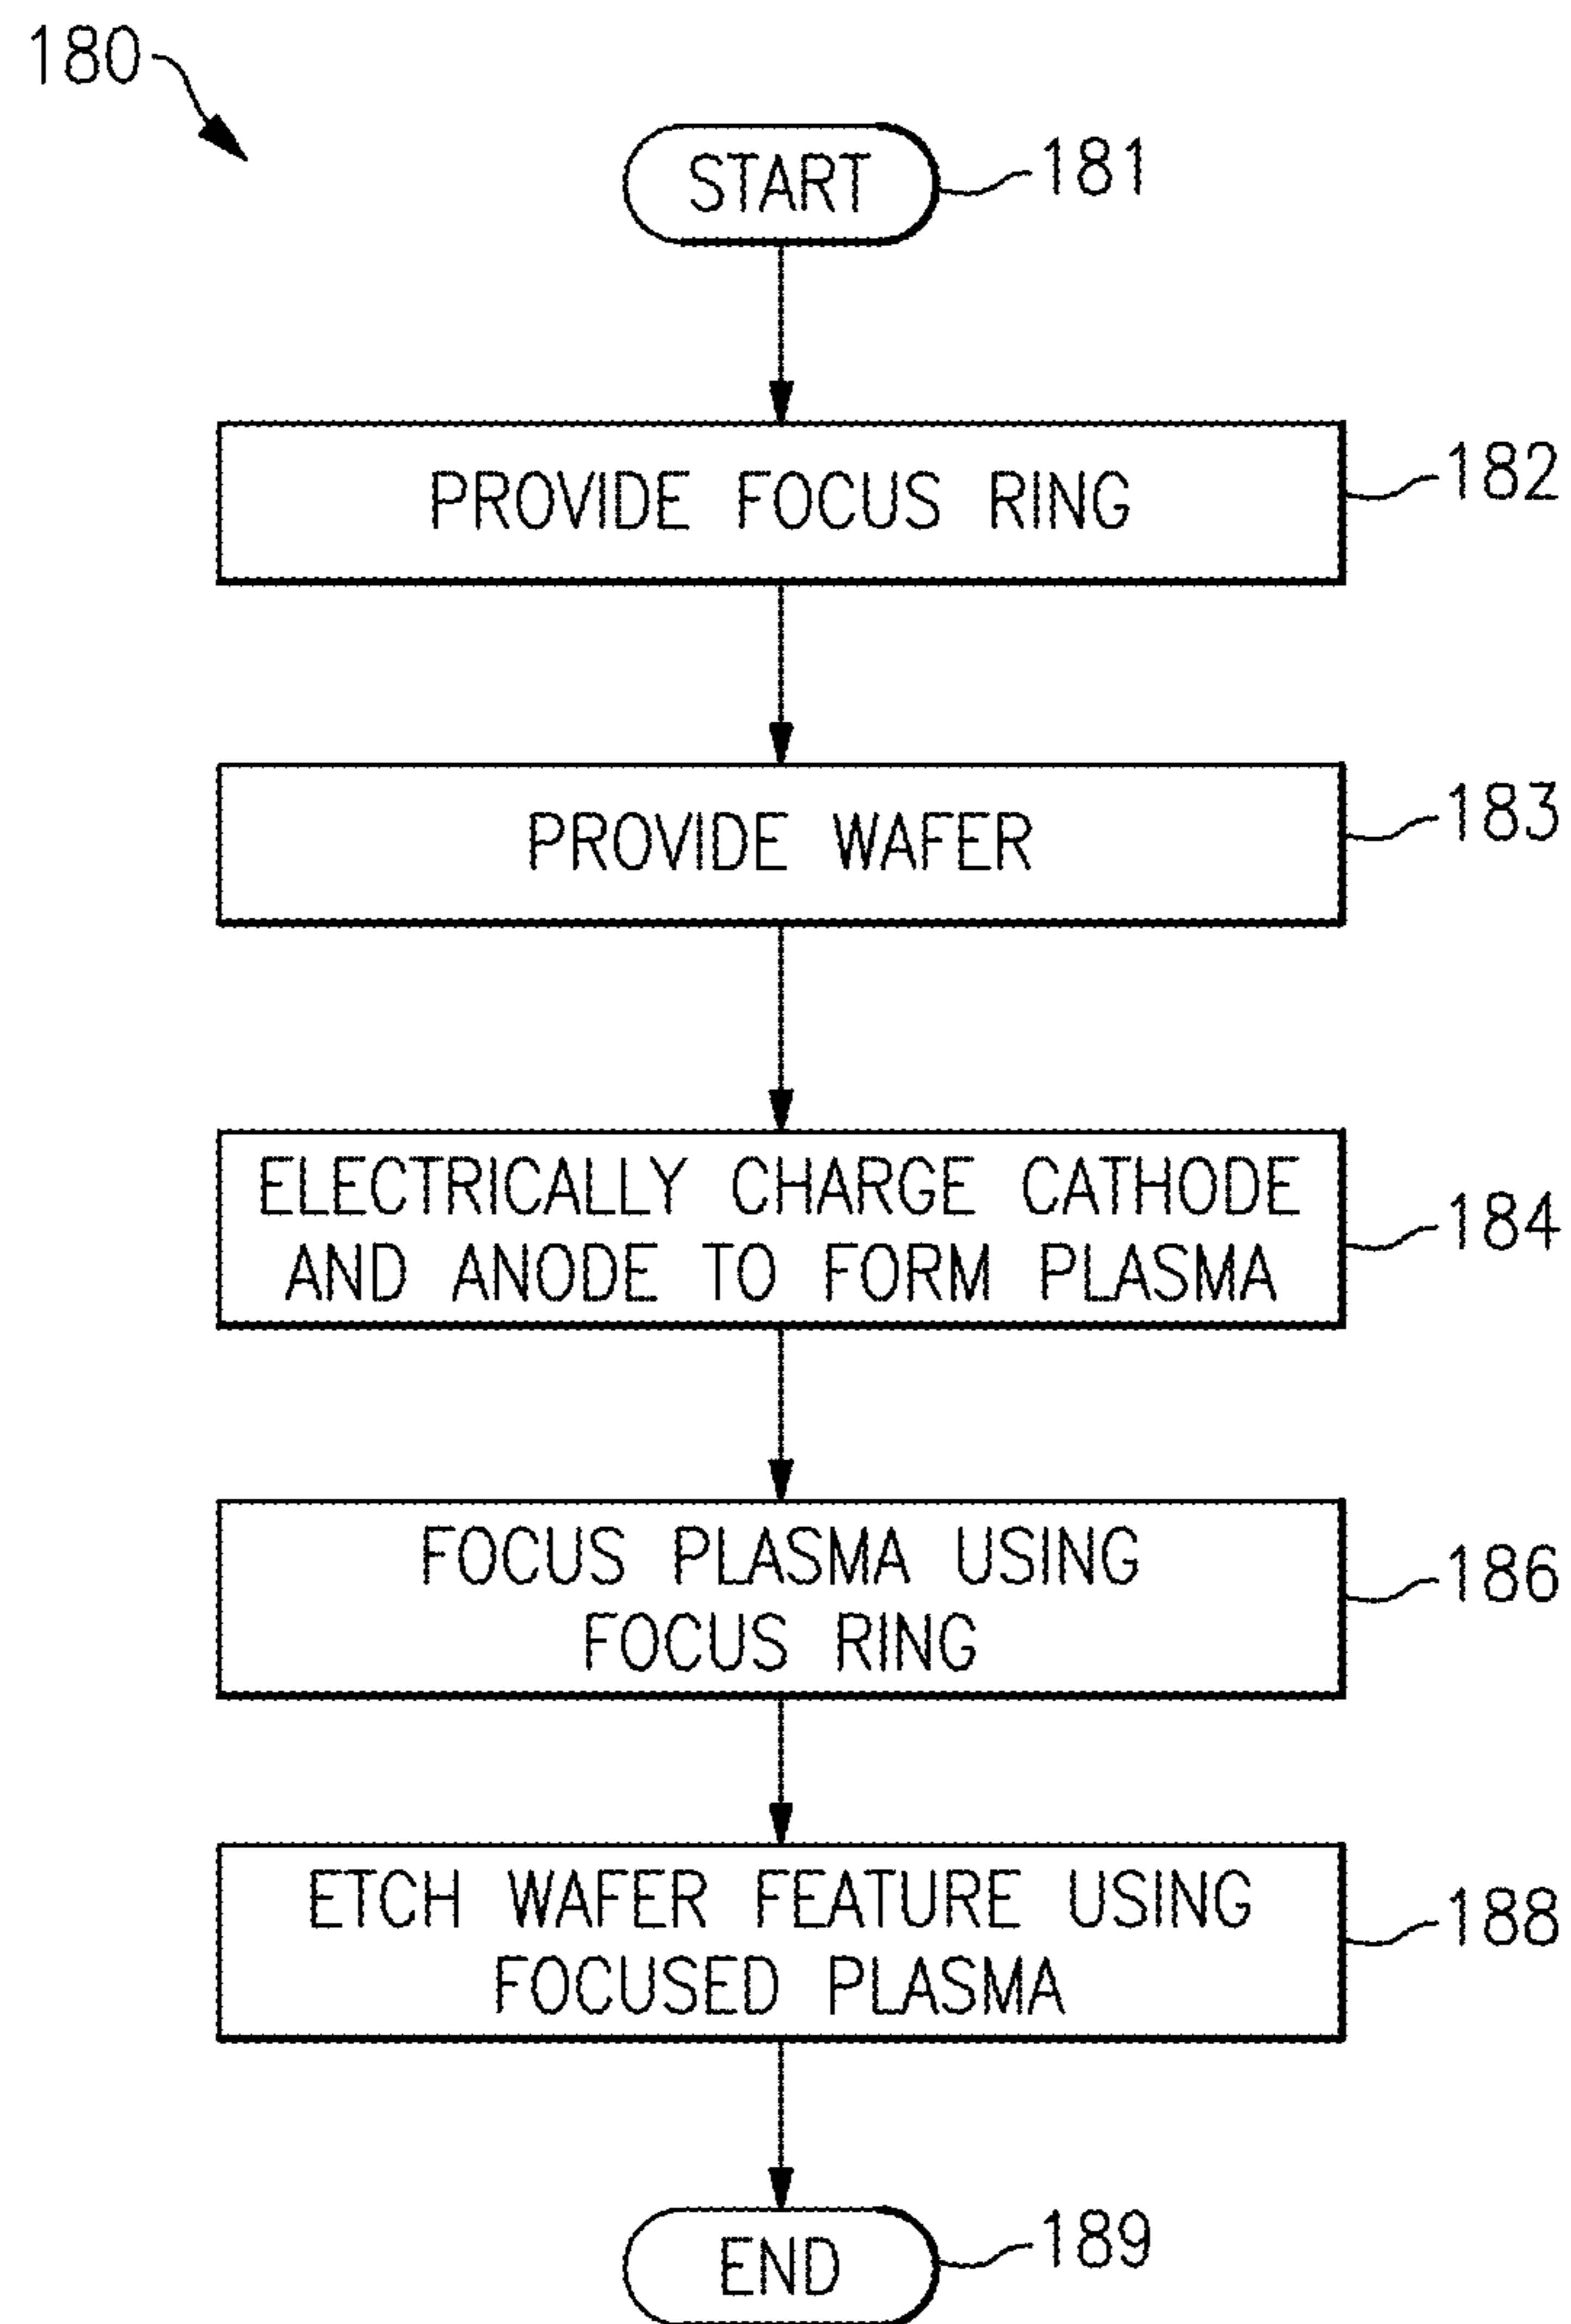 180
START
181
PROVIDE FOCUS RING
182
PROVIDE WAFER
183
ELECTRICALLY CHARGE CATHODE
AND ANODE TO FORM PLASMA
184
FOCUS PLASMA USING
FOCUS RING
186
ETCH WAFER FEATURE USING
FOCUSED PLASMA
188
END
189